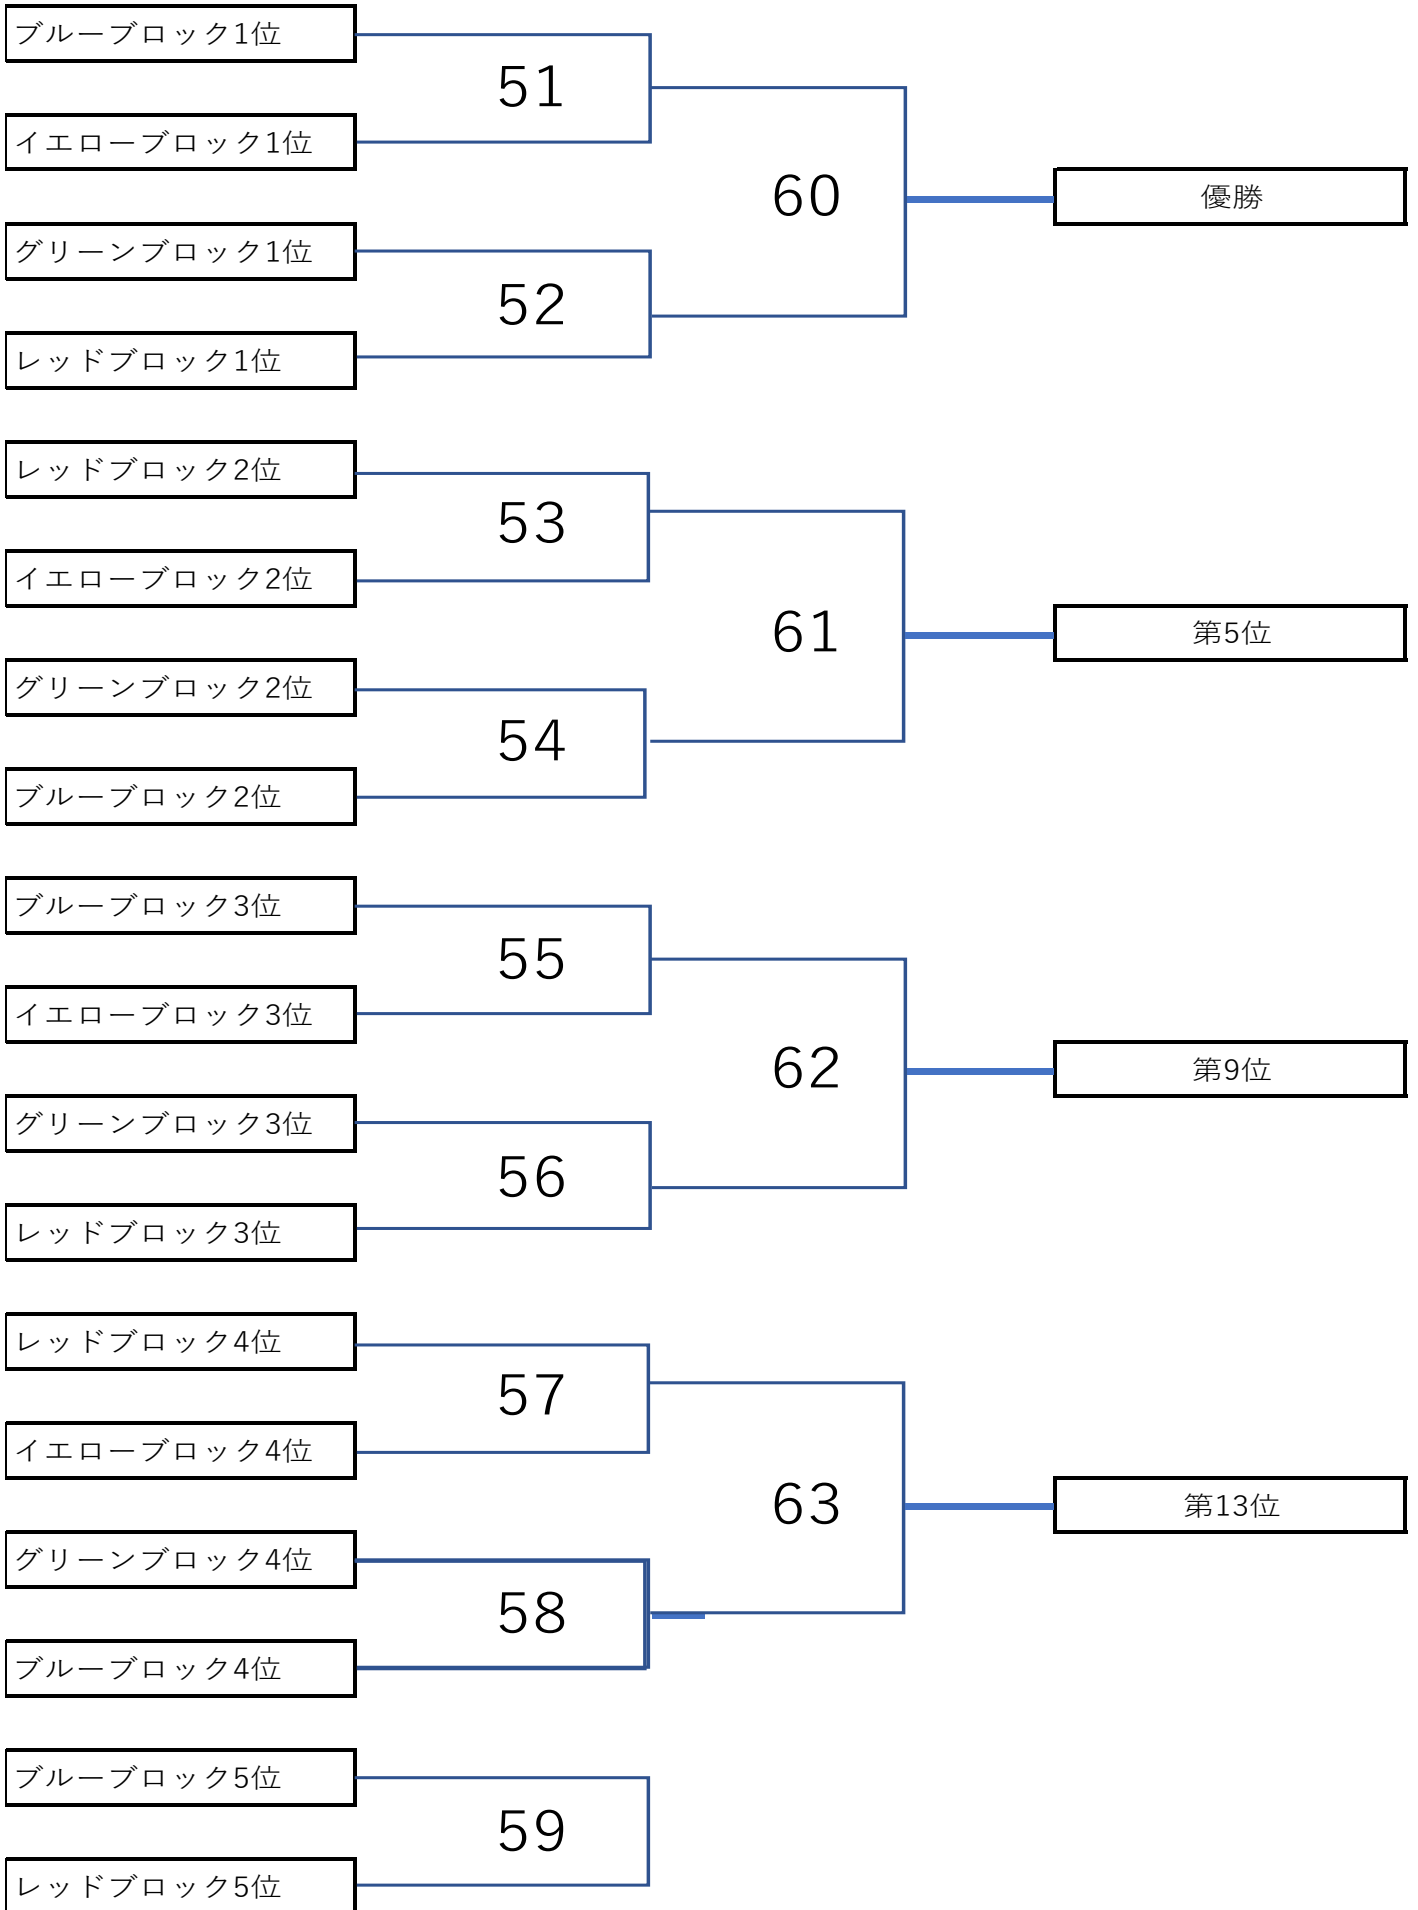 ブルーブロック1位
51
イエローブロック1位
60
優勝
グリーンブロック1位
52
レッドブロック1位
レッドブロック2位
53
イエローブロック2位
61
第5位
グリーンブロック2位
54
ブルーブロック2位
ブルーブロック3位
55
イエローブロック3位
62
第9位
グリーンブロック3位
56
レッドブロック3位
レッドブロック4位
57
イエローブロック4位
63
第13位
グリーンブロック4位
58
ブルーブロック4位
ブルーブロック5位
59
レッドブロック5位